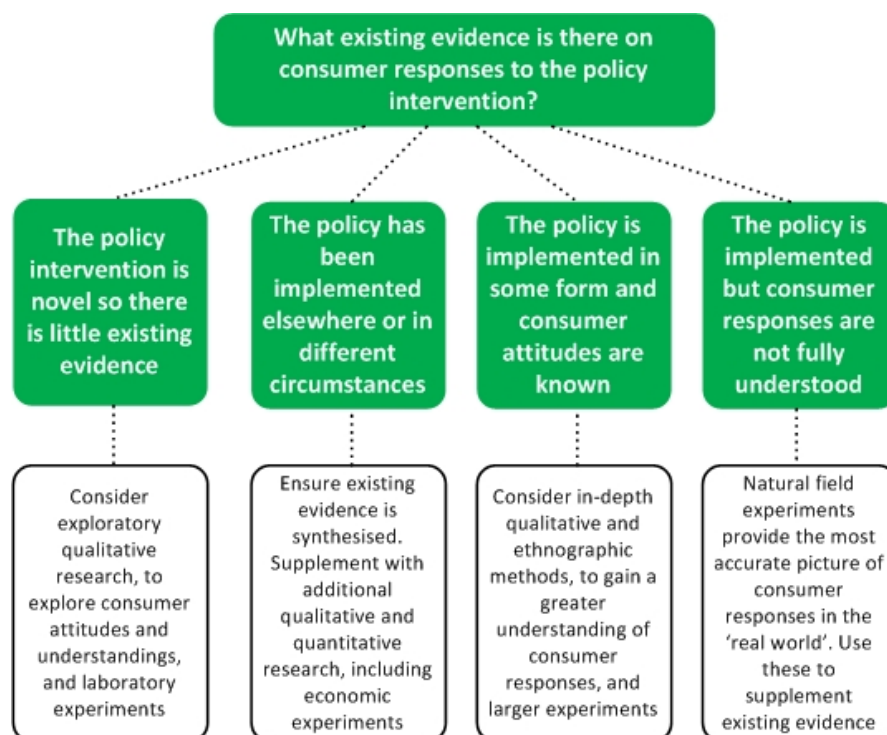 What existing evidence is there on
consumer responses to the policy
intervention?
The policy
intervention is
novel so there
is little existing
evidence
The policy has
been
implemented
elsewhere or in
different
circumstances
The policy is
implemented in
some form and
consumer
attitudes are
known
The policy is
implemented
but consumer
responses are
not fully
understood
Consider
exploratory
qualitative
research, to
explore consumer
attitudes and
understandings,
and laboratory
experiments
Ensure existing
evidence is
synthesised.
Supplement with
additional
qualitative and
quantitative
research, including
economic
experiments
Consider in-depth
qualitative and
ethnographic
methods, to gain a
greater
understanding of
consumer
responses, and
larger experiments
Natural field
experiments
provide the most
accurate picture of
consumer
responses in the
‘real world’. Use
these to
supplement
existing evidence